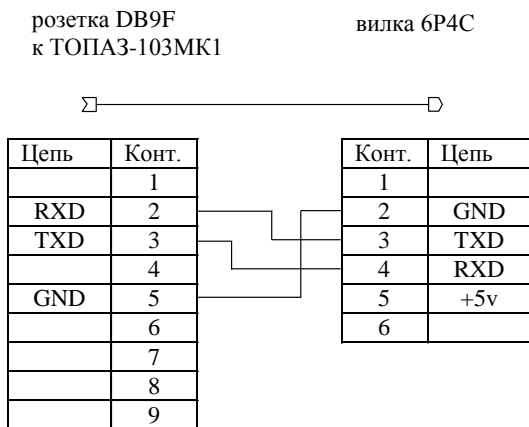 розетка DB9F
к ТОПАЗ-103МК1
вилка 6Р4С
Цепь Конт.
1
RXD 2
TXD 3
4
GND 5
6
7
8
9
Конт. Цепь
1
2 GND
3 TXD
4 RXD
5 +5v
6